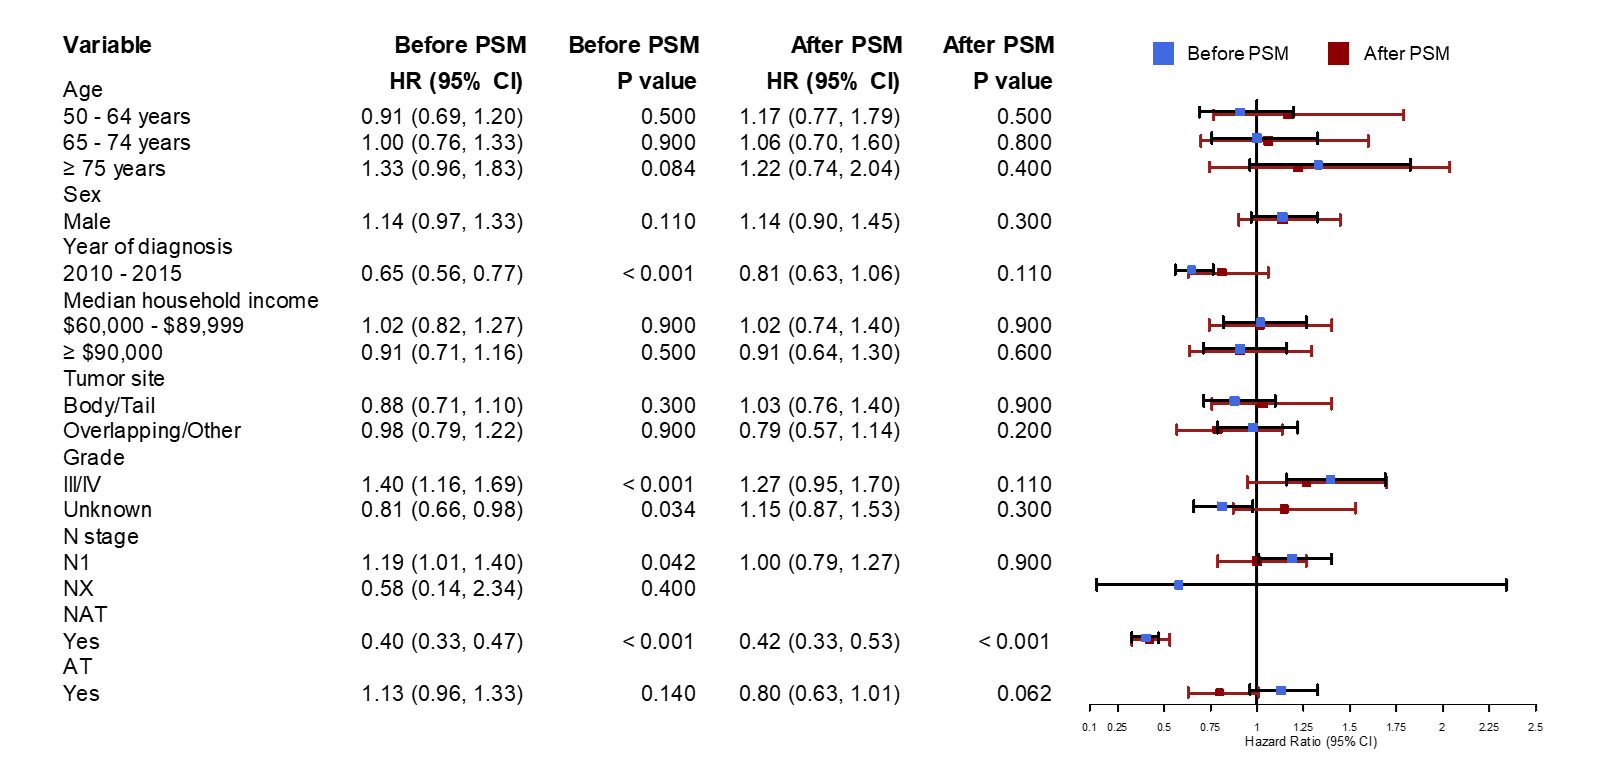 Variable Before PSM Before PSM After PSM After PSM
HR (95% CI) P value HR (95% CI) P value
Before PSM After PSM
Age
50 - 64 years 0.91 (0.69, 1.20) 0.500 1.17 (0.77, 1.79) 0.500
65 - 74 years 1.00 (0.76, 1.33) 0.900 1.06 (0.70, 1.60) 0.800
≥ 75 years 1.33 (0.96, 1.83) 0.084 1.22 (0.74, 2.04) 0.400
Sex
Male 1.14 (0.97, 1.33) 0.110 1.14 (0.90, 1.45) 0.300
Year of diagnosis
2010 - 2015 0.65 (0.56, 0.77) < 0.001 0.81 (0.63, 1.06) 0.110
Median household income
$60,000 - $89,999 1.02 (0.82, 1.27) 0.900 1.02 (0.74, 1.40) 0.900
≥ $90,000 0.91 (0.71, 1.16) 0.500 0.91 (0.64, 1.30) 0.600
Tumor site
Body/Tail 0.88 (0.71, 1.10) 0.300 1.03 (0.76, 1.40) 0.900
Overlapping/Other 0.98 (0.79, 1.22) 0.900 0.79 (0.57, 1.14) 0.200
Grade
III/IV 1.40 (1.16, 1.69) < 0.001 1.27 (0.95, 1.70) 0.110
Unknown 0.81 (0.66, 0.98) 0.034 1.15 (0.87, 1.53) 0.300
N stage
N1 1.19 (1.01, 1.40) 0.042 1.00 (0.79, 1.27) 0.900
NX 0.58 (0.14, 2.34) 0.400
NAT
Yes 0.40 (0.33, 0.47) < 0.001 0.42 (0.33, 0.53) < 0.001
AT
Yes 1.13 (0.96, 1.33) 0.140 0.80 (0.63, 1.01) 0.062
0.1 0.25 0.5 0.75 1 1.25 1.5 1.75 2 2.25 2.5
Hazard Ratio (95% CI)